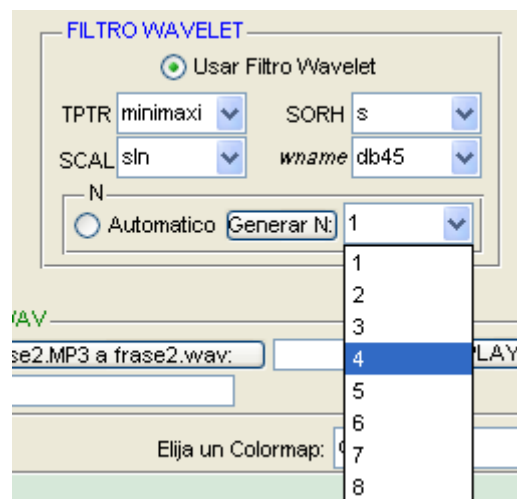 FILTRO WAVELET
Usar Filtro Wavelet
TPTR minimaxi SORH s
SCAL sln wname db45
N
Automatico Generar N: 1
1
2
3
4
5
6
7
8
se2.MP3 a frase2.wav:
LAY
Elija un Colormap: